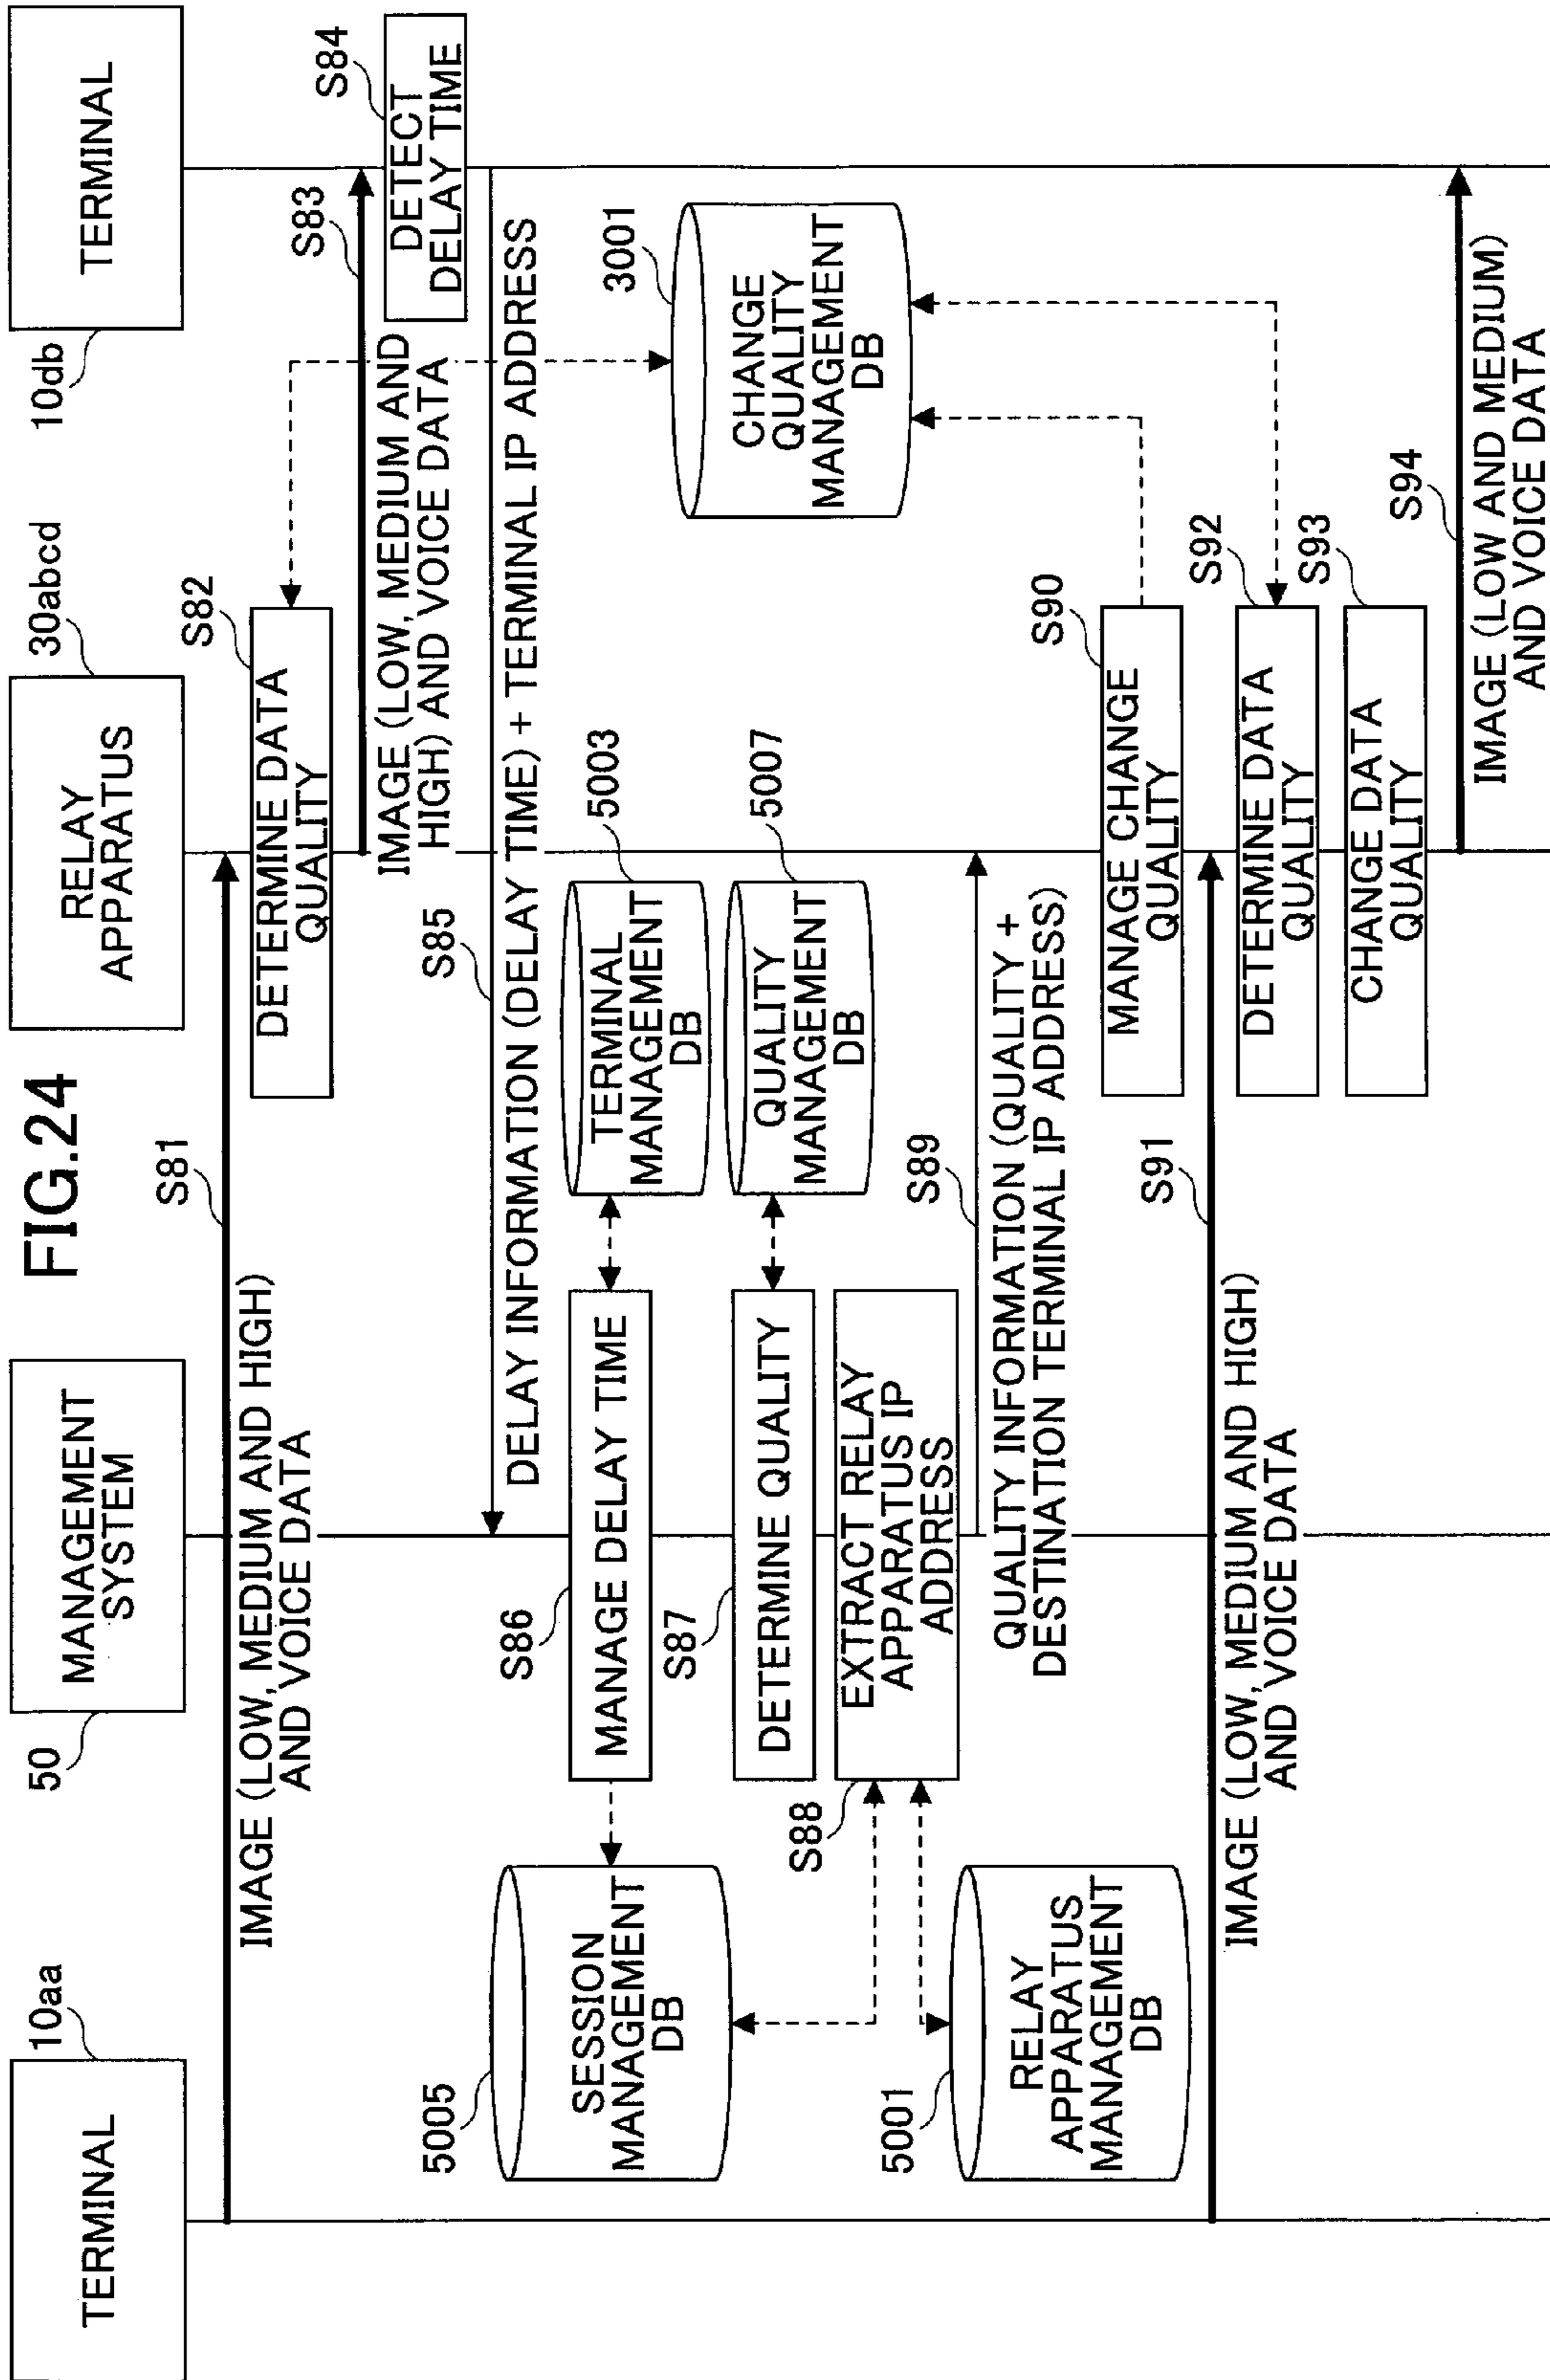 FIG.24
TERMINAL
10aa
MANAGEMENT
SYSTEM
50
RELAY
APPARATUS
30abcd
TERMINAL
10db
S81
IMAGE (LOW, MEDIUM AND HIGH)
AND VOICE DATA
S82
DETERMINE DATA
QUALITY
S83
IMAGE (LOW, MEDIUM AND
HIGH) AND VOICE DATA
S84
DETECT
DELAY TIME
S85
DELAY INFORMATION (DELAY TIME) + TERMINAL IP ADDRESS
S86
MANAGE DELAY TIME
5005
SESSION
MANAGEMENT
DB
5003
TERMINAL
MANAGEMENT
DB
3001
CHANGE
QUALITY
MANAGEMENT
DB
S87
DETERMINE QUALITY
5007
QUALITY
MANAGEMENT
DB
S88
EXTRACT RELAY
APPARATUS IP
ADDRESS
5001
RELAY
APPARATUS
MANAGEMENT
DB
S89
QUALITY INFORMATION (QUALITY +
DESTINATION TERMINAL IP ADDRESS)
S90
MANAGE CHANGE
QUALITY
S91
IMAGE (LOW, MEDIUM AND HIGH)
AND VOICE DATA
S92
DETERMINE DATA
QUALITY
S93
CHANGE DATA
QUALITY
S94
IMAGE (LOW AND MEDIUM)
AND VOICE DATA